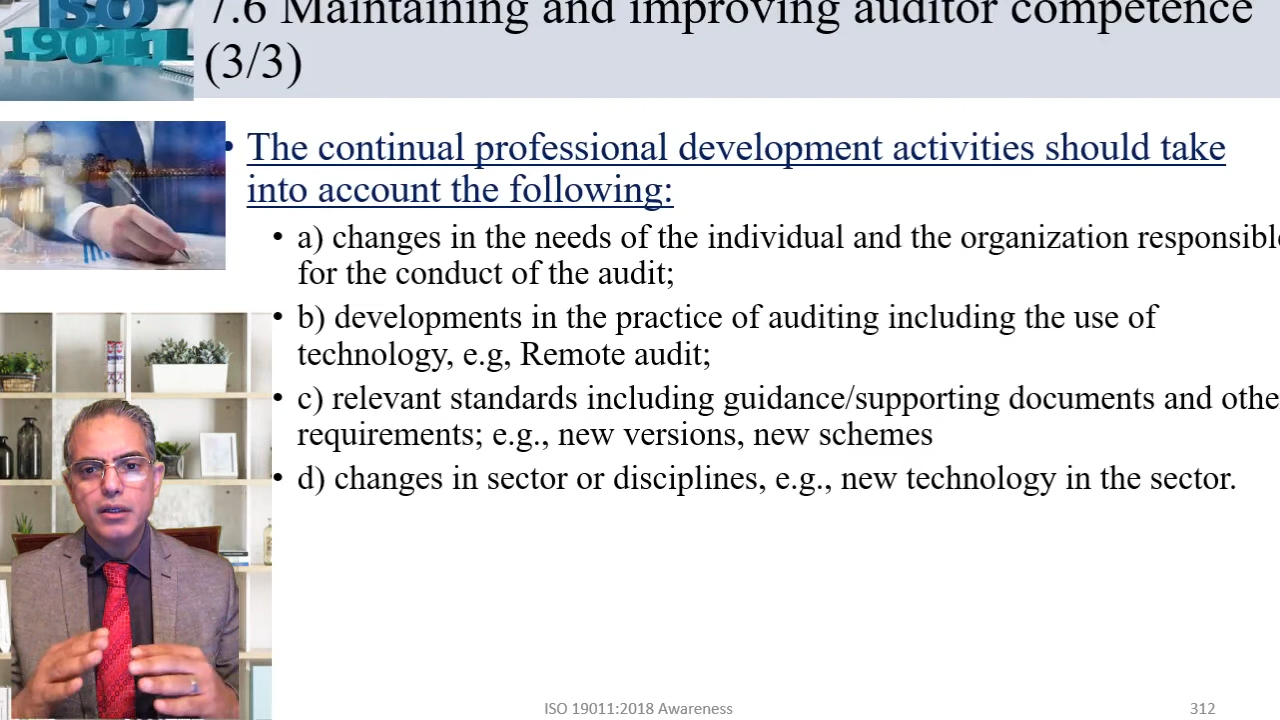 ISO
19011
7.6 Maintaining and improving auditor competence
(3/3)
• The continual professional development activities should take
into account the following:
• a) changes in the needs of the individual and the organization responsible
for the conduct of the audit;
• b) developments in the practice of auditing including the use of
technology, e.g, Remote audit;
• c) relevant standards including guidance/supporting documents and othe
requirements; e.g., new versions, new schemes
• d) changes in sector or disciplines, e.g., new technology in the sector.
ISO 19011:2018 Awareness
312